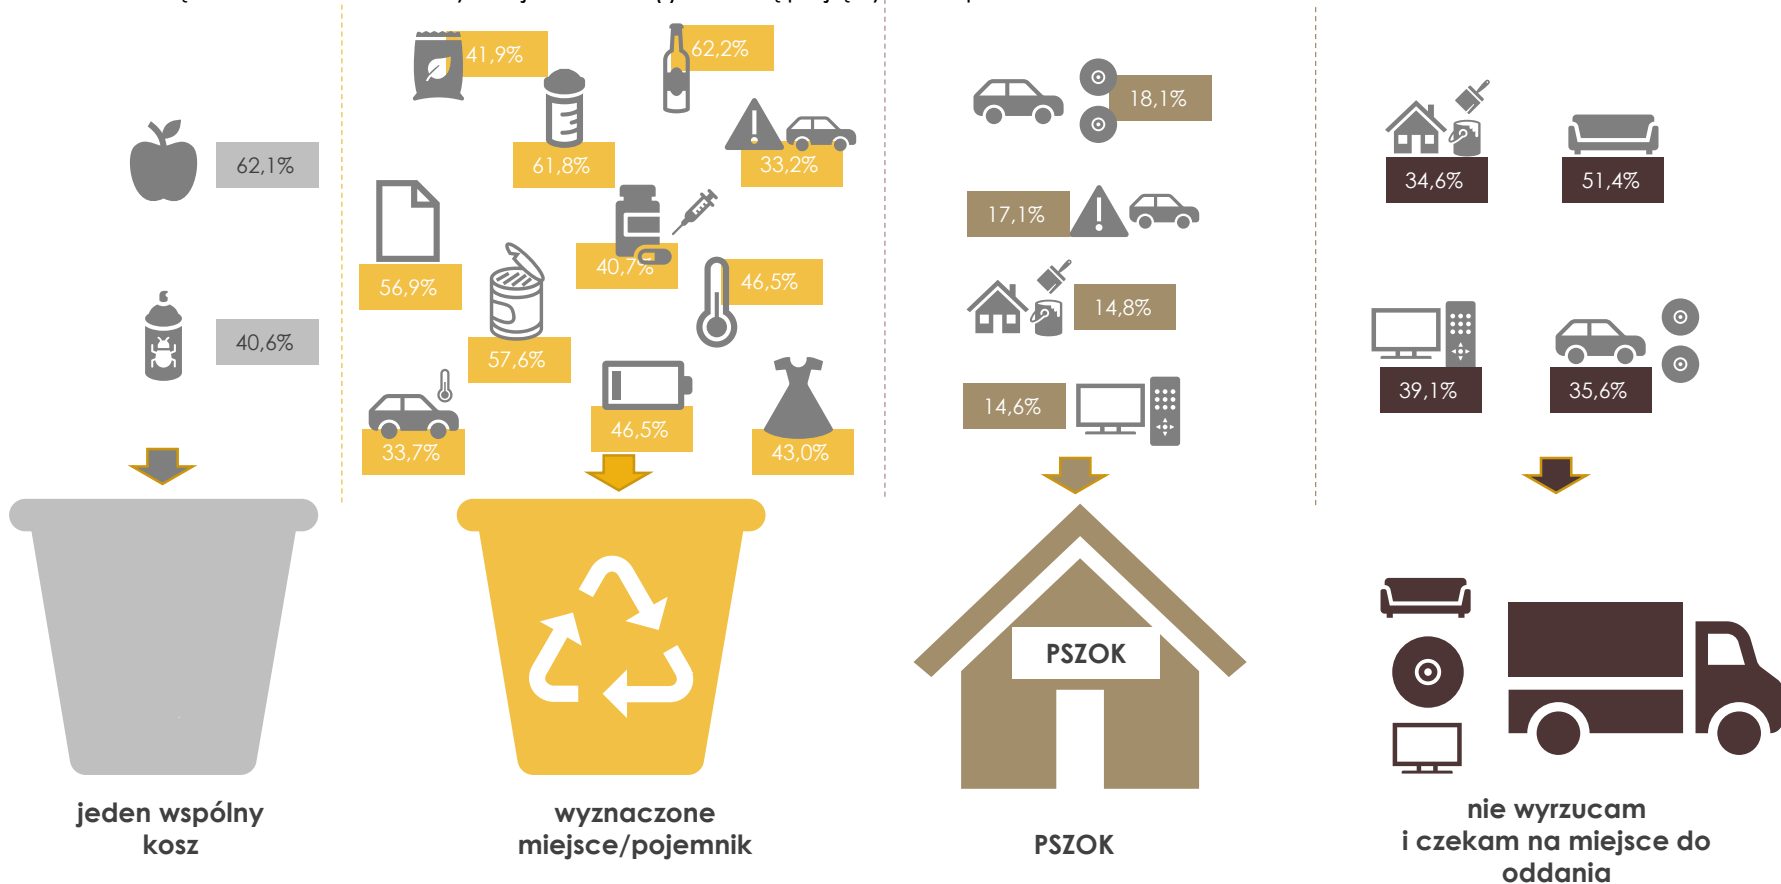 62,1%
40,6%
jeden wspólny
kosz
41,9%
62,2%
61,8%
33,2%
40,7%
56,9%
46,5%
57,6%
46,5%
33,7%
43,0%
wyznaczone
miejsce/pojemnik
18,1%
17,1%
14,8%
14,6%
PSZOK
PSZOK
34,6%
51,4%
39,1%
35,6%
nie wyrzucam
i czekam na miejsce do
oddania